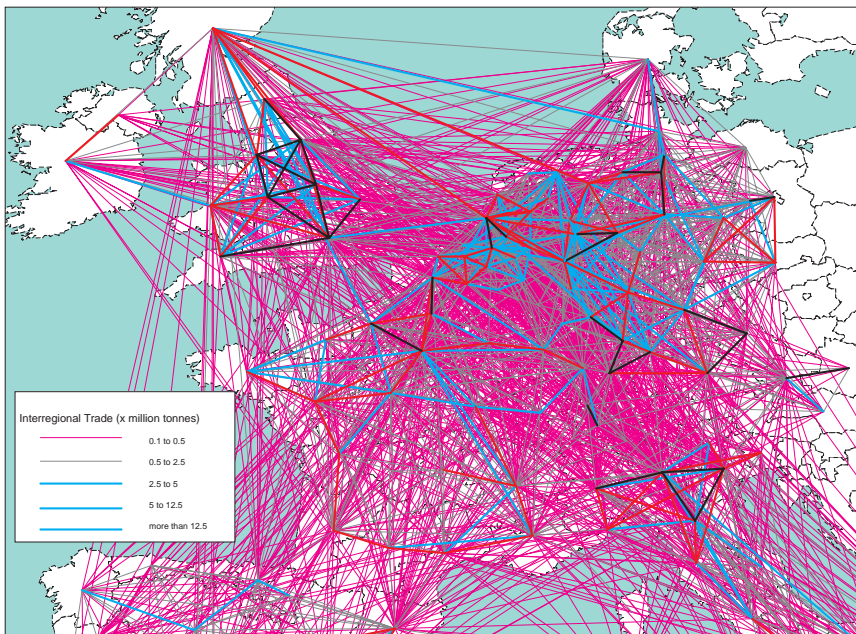 Interregional Trade (x million tonnes)
0.1 to 0.5
0.5 to 2.5
2.5 to 5
5 to 12.5
more than 12.5